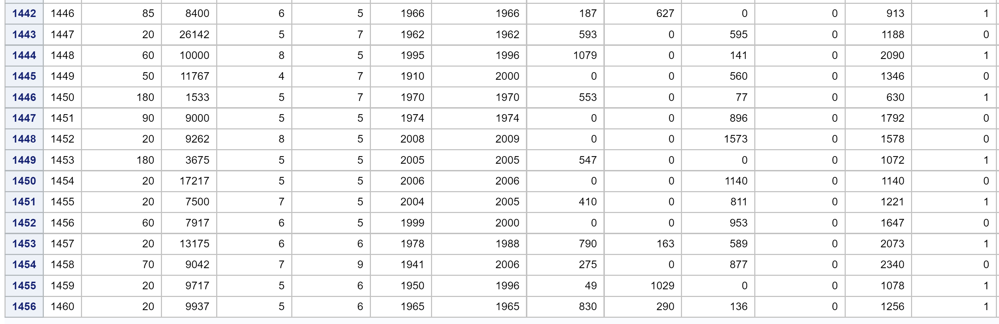 1442 1446 85 8400 6 5 1966 1966 187 627 0 0 913 1
1443 1447 20 26142 5 7 1962 1962 593 0 595 0 1188 0
1444 1448 60 10000 8 5 1995 1996 1079 0 141 0 2090 1
1445 1449 50 11767 4 7 1910 2000 0 0 560 0 1346 0
1446 1450 180 1533 5 7 1970 1970 553 0 77 0 630 1
1447 1451 90 9000 5 5 1974 1974 0 0 896 0 1792 0
1448 1452 20 9262 8 5 2008 2009 0 0 1573 0 1578 0
1449 1453 180 3675 5 5 2005 2005 547 0 0 0 1072 1
1450 1454 20 17217 5 5 2006 2006 0 0 1140 0 1140 0
1451 1455 20 7500 7 5 2004 2005 410 0 811 0 1221 1
1452 1456 60 7917 6 5 1999 2000 0 0 953 0 1647 0
1453 1457 20 13175 6 6 1978 1988 790 163 589 0 2073 1
1454 1458 70 9042 7 9 1941 2006 275 0 877 0 2340 0
1455 1459 20 9717 5 6 1950 1996 49 1029 0 0 1078 1
1456 1460 20 9937 5 6 1965 1965 830 290 136 0 1256 1